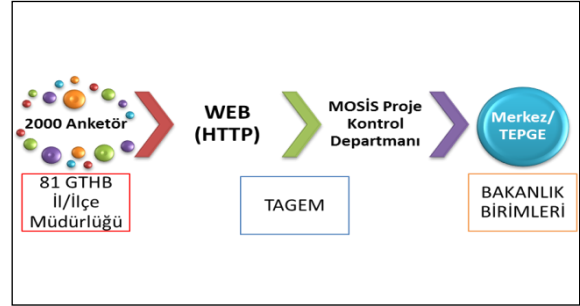 2000 Anketör
WEB
(HTTP)
MOSİS Proje
Kontrol
Departmanı
Merkez/
TEPGE
81 GTHB
İl/İlçe
Müdürlüğü
TAGEM
BAKANLIK
BİRİMLERİ